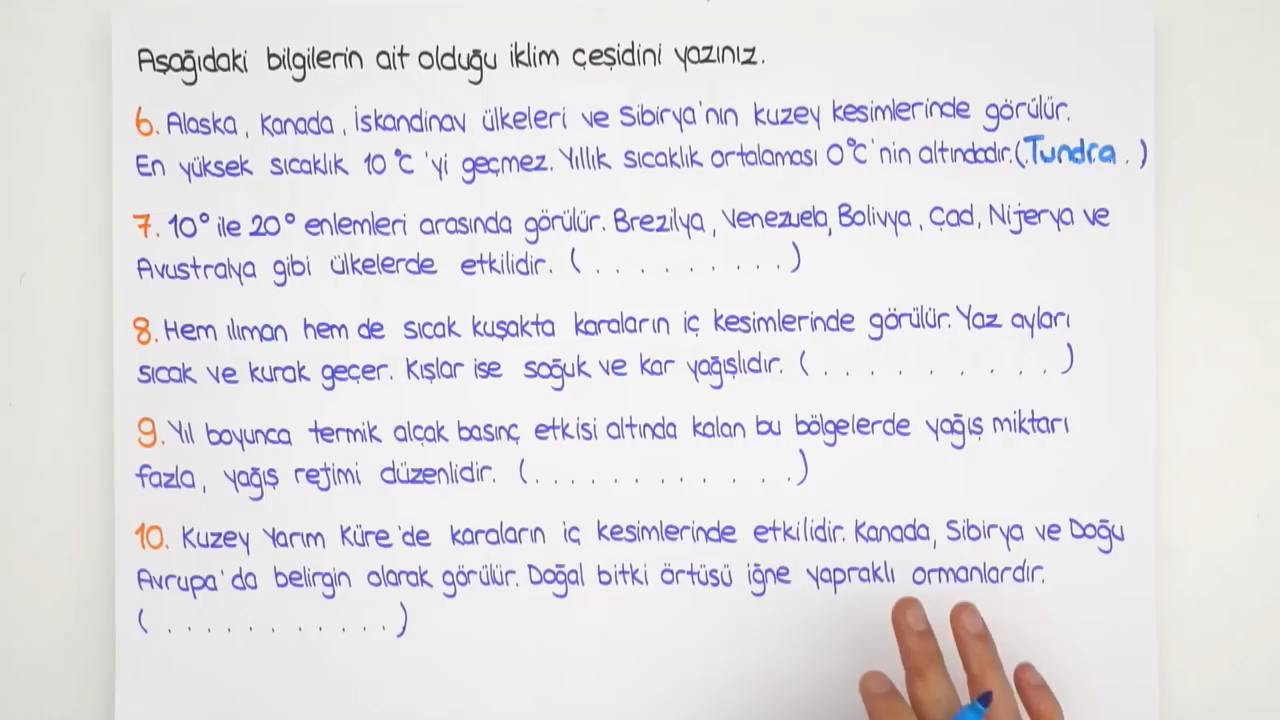 Aşağıdaki bilgilerin ait olduğu iklim çeşidini yazınız.
6. Alaska, Kanada, İskandinav ülkeleri ve Sibirya'nın kuzey kesimlerinde görülür.
En yüksek sıcaklık 10 °C 'yi geçmez. Yıllık sıcaklık ortalaması 0°C'nin altındadır.(Tundra . )
7. 10° ile 20° enlemleri arasında görülür. Brezilya, Venezuela, Bolivya, Çad, Nijerya ve
Avustralya gibi ülkelerde etkilidir. ( . . . . . . . . . )
8. Hem ılıman hem de sıcak kuşakta karaların iç kesimlerinde görülür. Yaz ayları
sıcak ve kurak geçer. Kışlar ise soğuk ve kar yağışlıdır. ( . . . . . . . . . . )
9. Yıl boyunca termik alçak basınç etkisi altında kalan bu bölgelerde yağış miktarı
fazla, yağış rejimi düzenlidir. ( . . . . . . . . . . . . )
10. Kuzey Yarım Küre'de karaların iç kesimlerinde etkilidir. Kanada, Sibirya ve Doğu
Avrupa'da belirgin olarak görülür. Doğal bitki örtüsü iğne yapraklı ormanlardır.
( . . . . . . . . . . . )